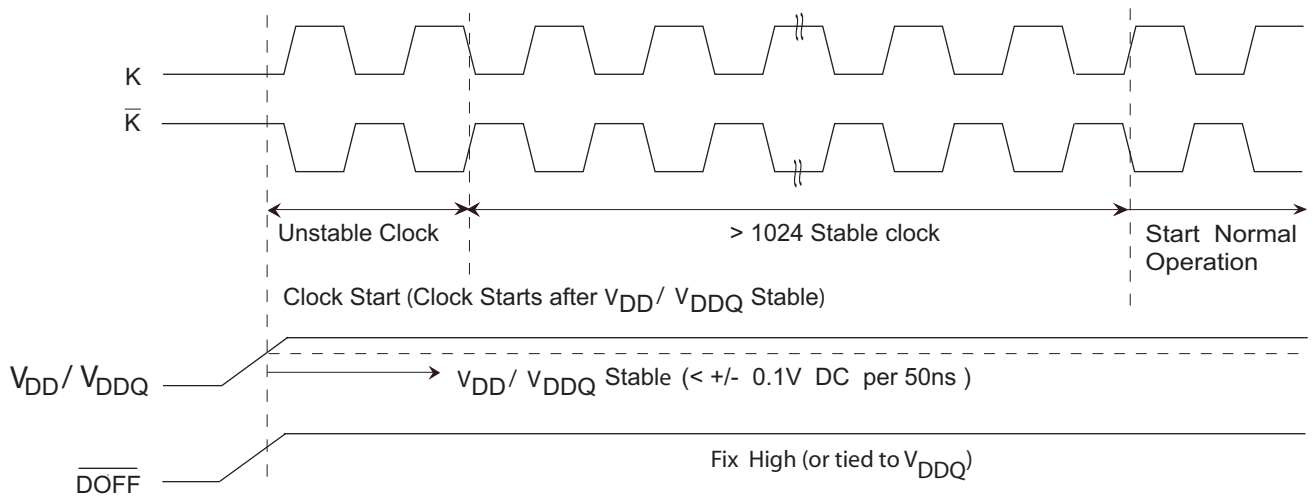 K
K
Unstable Clock
> 1024 Stable clock
Start Normal
Operation
Clock Start (Clock Starts after VDD/ VDDQ Stable)
VDD/ VDDQ
VDD/ VDDQ Stable (< +/- 0.1V DC per 50ns )
Fix High (or tied to VDDQ)
DOFF